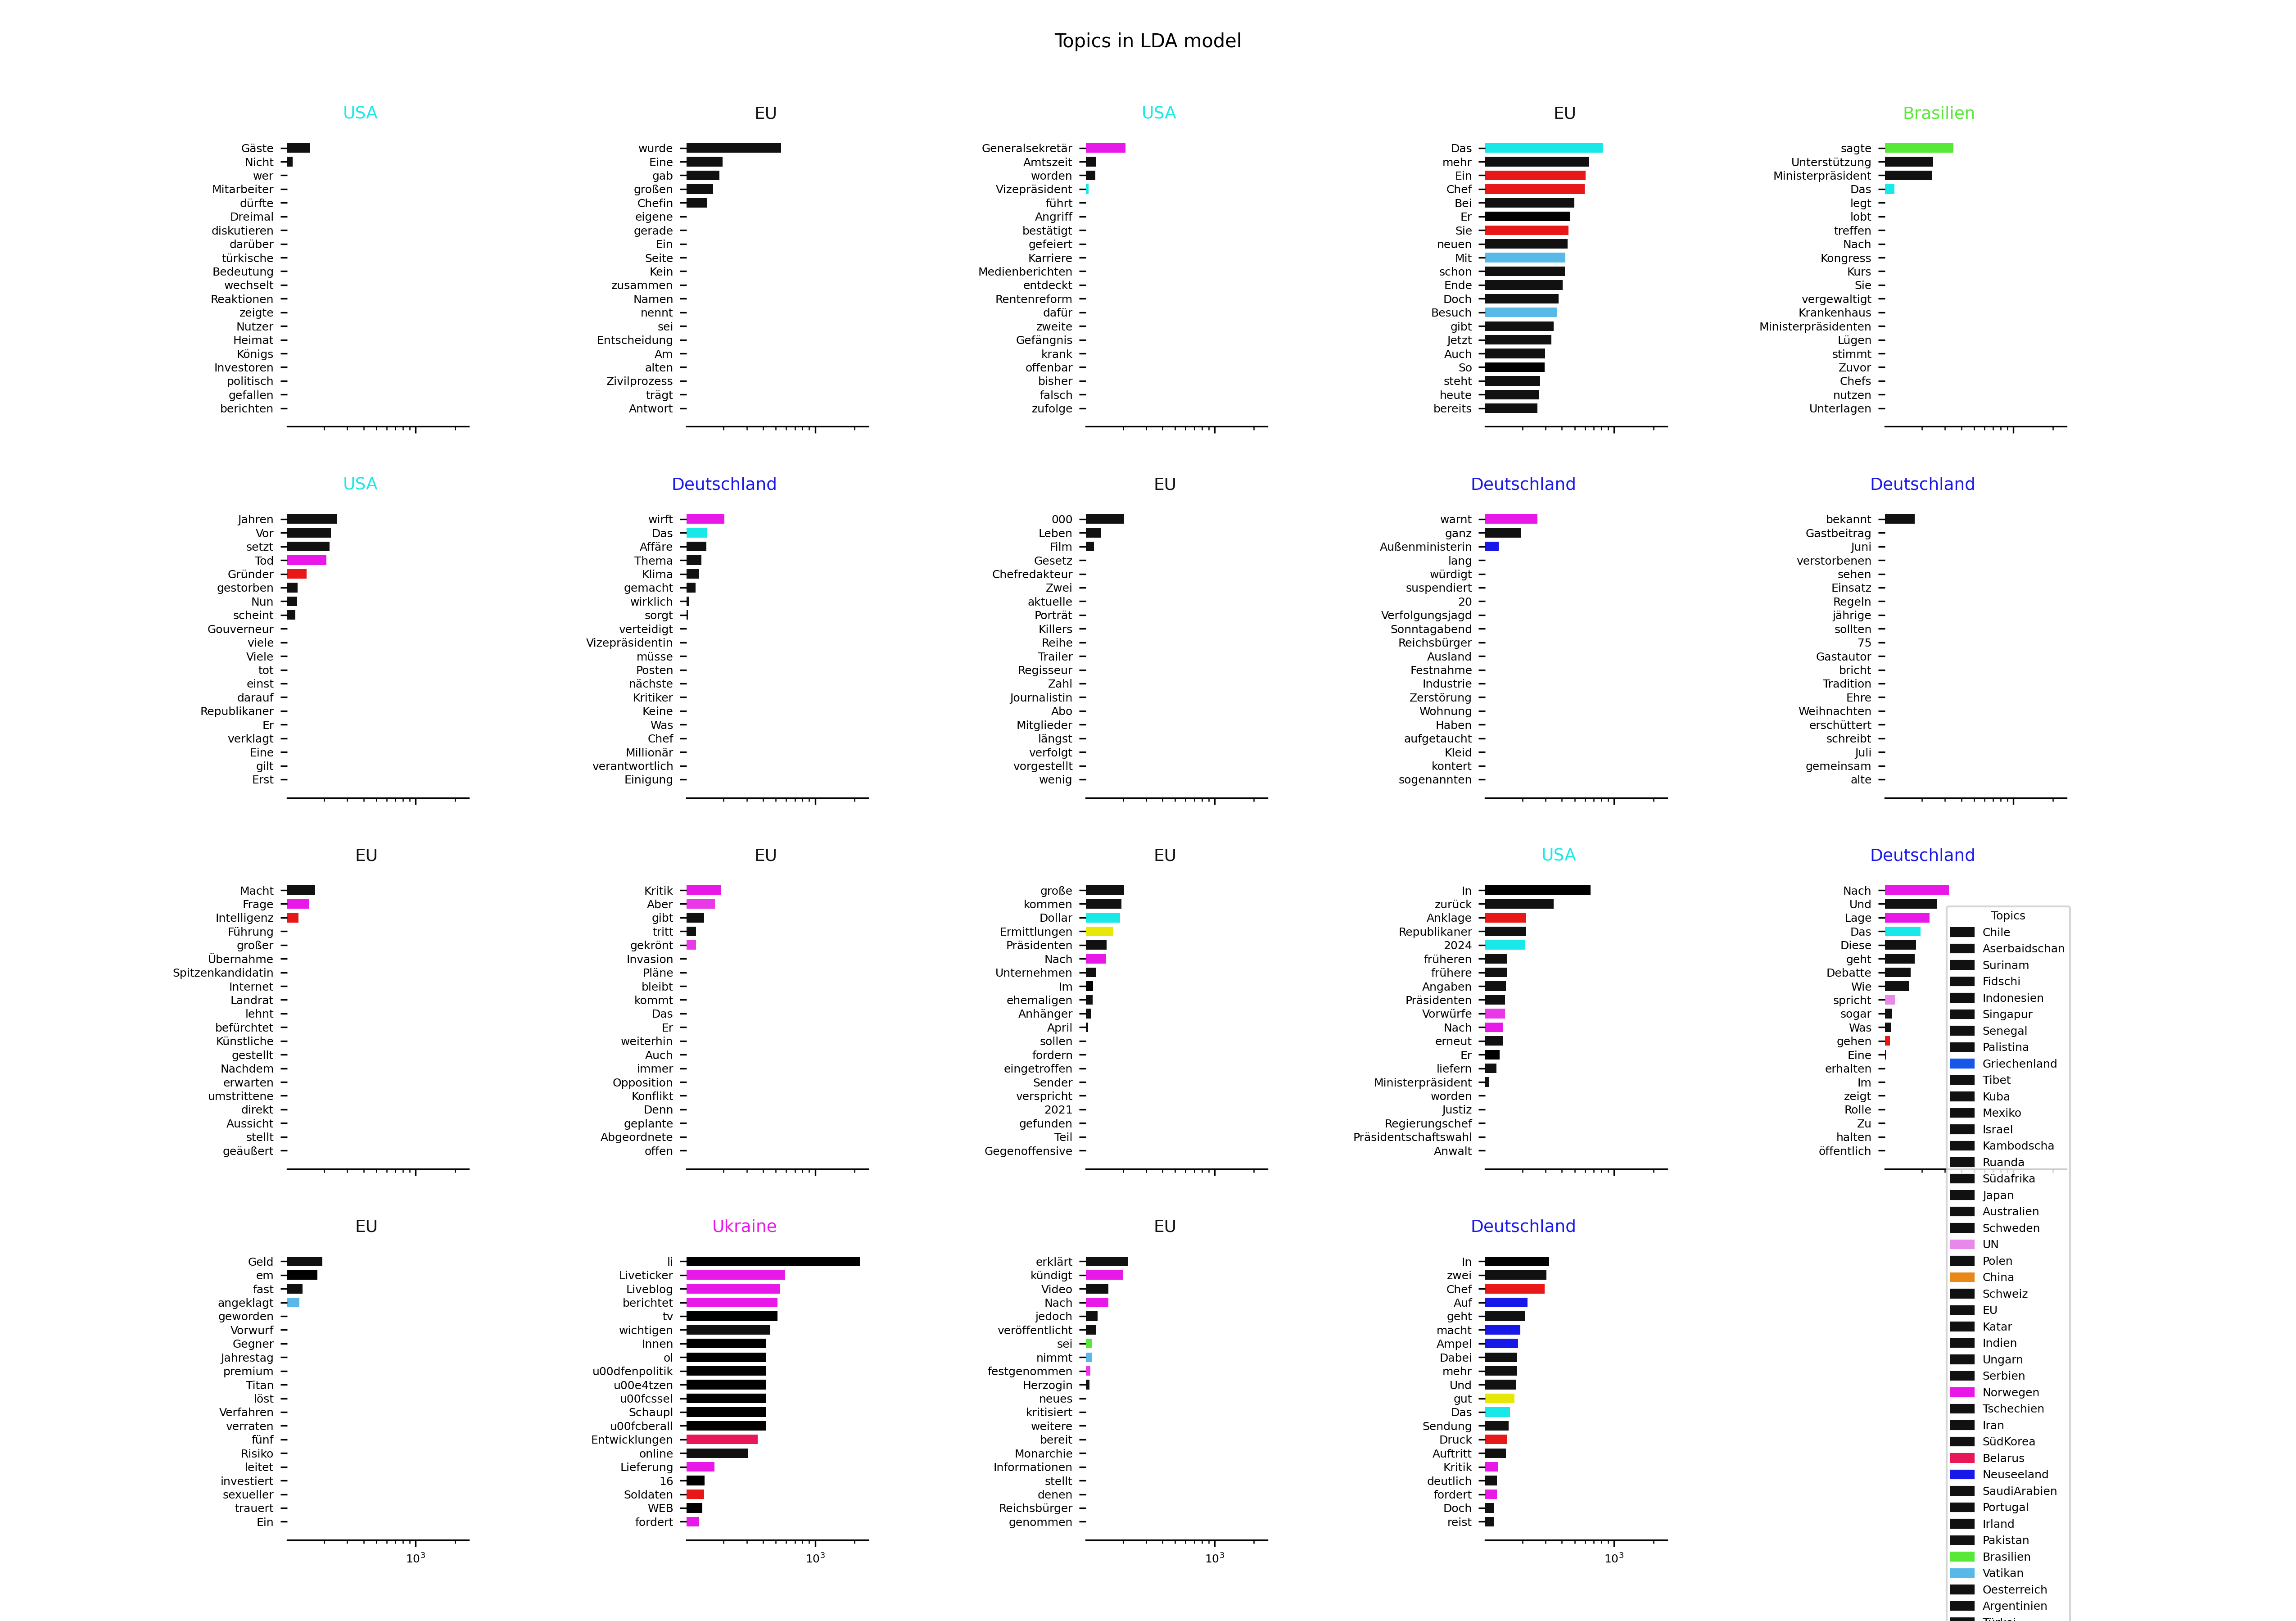 Topics in LDA model
USA
Gäste
Nicht
wer
Mitarbeiter
dürfte
Dreimal
diskutieren
darüber
türkische
Bedeutung
wechselt
Reaktionen
zeigte
Nutzer
Heimat
Königs
Investoren
politisch
gefallen
berichten
EU
wurde
Eine
gab
großen
Chefin
eigene
gerade
Ein
Seite
Kein
zusammen
Namen
nennt
sei
Entscheidung
Am
alten
Zivilprozess
trägt
Antwort
USA
Generalsekretär
Amtszeit
worden
Vizepräsident
führt
Angriff
bestätigt
gefeiert
Karriere
Medienberichten
entdeckt
Rentenreform
dafür
zweite
Gefängnis
krank
offenbar
bisher
falsch
zufolge
EU
Das
mehr
Ein
Chef
Bei
Er
Sie
neuen
Mit
schon
Ende
Doch
Besuch
gibt
Jetzt
Auch
So
steht
heute
bereits
Brasilien
sagte
Unterstützung
Ministerpräsident
Das
legt
lobt
treffen
Nach
Kongress
Kurs
Sie
vergewaltigt
Krankenhaus
Ministerpräsidenten
Lügen
stimmt
Zuvor
Chefs
nutzen
Unterlagen
USA
Jahren
Vor
setzt
Tod
Gründer
gestorben
Nun
scheint
Gouverneur
viele
Viele
tot
einst
darauf
Republikaner
Er
verklagt
Eine
gilt
Erst
Deutschland
wirft
Das
Affäre
Thema
Klima
gemacht
wirklich
sorgt
verteidigt
Vizepräsidentin
müsse
Posten
nächste
Kritiker
Keine
Was
Chef
Millionär
verantwortlich
Einigung
EU
000
Leben
Film
Gesetz
Chefredakteur
Zwei
aktuelle
Porträt
Killers
Reihe
Trailer
Regisseur
Zahl
Journalistin
Abo
Mitglieder
längst
verfolgt
vorgestellt
wenig
Deutschland
warnt
ganz
Außenministerin
lang
würdigt
suspendiert
20
Verfolgungsjagd
Sonntagabend
Reichsbürger
Ausland
Festnahme
Industrie
Zerstörung
Wohnung
Haben
aufgetaucht
Kleid
kontert
sogenannten
Deutschland
bekannt
Gastbeitrag
Juni
verstorbenen
sehen
Einsatz
Regeln
jährige
sollten
75
Gastautor
bricht
Tradition
Ehre
Weihnachten
erschüttert
schreibt
Juli
gemeinsam
alte
EU
Macht
Frage
Intelligenz
Führung
großer
Übernahme
Spitzenkandidatin
Internet
Landrat
lehnt
befürchtet
Künstliche
gestellt
Nachdem
erwarten
umstrittene
direkt
Aussicht
stellt
geäußert
EU
Kritik
Aber
gibt
tritt
gekrönt
Invasion
Pläne
bleibt
kommt
Das
Er
weiterhin
Auch
immer
Opposition
Konflikt
Denn
geplante
Abgeordnete
offen
EU
große
kommen
Dollar
Ermittlungen
Präsidenten
Nach
Unternehmen
Im
ehemaligen
Anhänger
April
sollen
fordern
eingetroffen
Sender
verspricht
2021
gefunden
Teil
Gegenoffensive
USA
In
zurück
Anklage
Republikaner
2024
früheren
frühere
Angaben
Präsidenten
Vorwürfe
Nach
erneut
Er
liefern
Ministerpräsident
worden
Justiz
Regierungschef
Präsidentschaftswahl
Anwalt
Deutschland
Nach
Und
Lage
Das
Diese
geht
Debatte
Wie
spricht
sogar
Was
gehen
Eine
erhalten
Im
zeigt
Rolle
Zu
halten
öffentlich
EU
Geld
em
fast
angeklagt
geworden
Vorwurf
Gegner
Jahrestag
premium
Titan
löst
Verfahren
verraten
fünf
Risiko
leitet
investiert
sexueller
trauert
Ein
10³
Ukraine
li
Liveticker
Liveblog
berichtet
tv
wichtigen
Innen
ol
u00dfenpolitik
u00e4tzen
u00fcssel
Schaupl
u00fcberall
Entwicklungen
online
Lieferung
16
Soldaten
WEB
fordert
10³
EU
erklärt
kündigt
Video
Nach
jedoch
veröffentlicht
sei
nimmt
festgenommen
Herzogin
neues
kritisiert
weitere
bereit
Monarchie
Informationen
stellt
denen
Reichsbürger
genommen
10³
Deutschland
In
zwei
Chef
Auf
geht
macht
Ampel
Dabei
mehr
Und
gut
Das
Sendung
Druck
Auftritt
Kritik
deutlich
fordert
Doch
reist
10³
Topics
Chile
Aserbaidschan
Surinam
Fidschi
Indonesien
Singapur
Senegal
Palistina
Griechenland
Tibet
Kuba
Mexiko
Israel
Kambodscha
Ruanda
Südafrika
Japan
Australien
Schweden
UN
Polen
China
Schweiz
EU
Katar
Indien
Ungarn
Serbien
Norwegen
Tschechien
Iran
SüdKorea
Belarus
Neuseeland
SaudiArabien
Portugal
Irland
Pakistan
Brasilien
Vatikan
Oesterreich
Argentinien